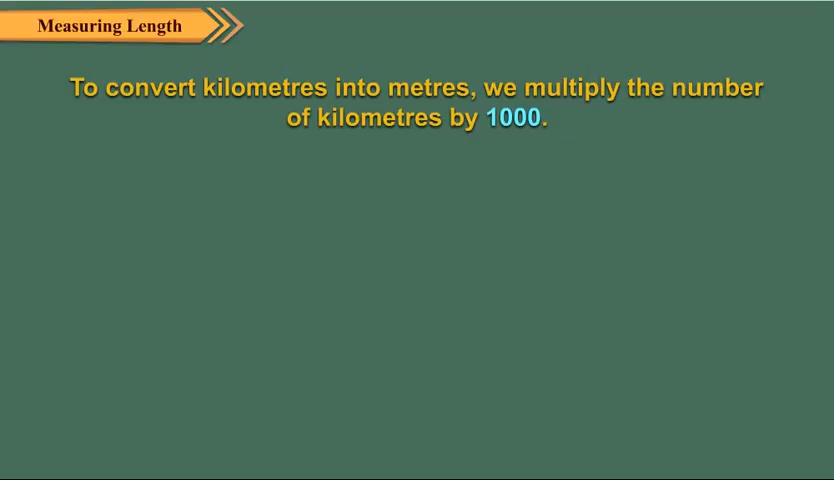 Measuring Length
To convert kilometres into metres, we multiply the number
of kilometres by 1000.